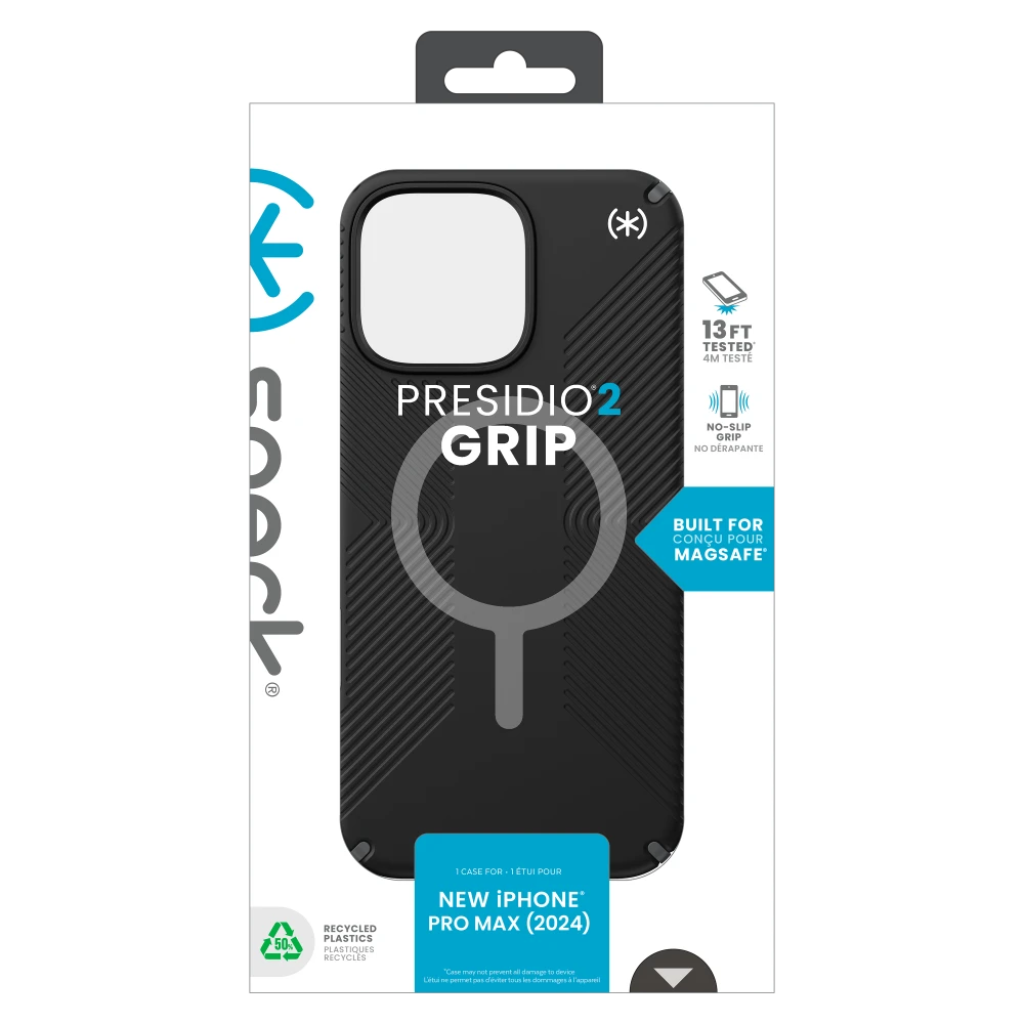 speck®
PRESIDIO®2
GRIP
13FT
TESTED*
4M TESTÉ
NO-SLIP
GRIP
NO DÉRAPANTE
BUILT FOR
CONÇU POUR
MAGSAFE®
1 CASE FOR - 1 ÉTUI POUR
NEW iPHONE®
PRO MAX (2024)
*Case may not prevent all damage to device
L'étui ne permet pas d'éviter tous les dommages à l'appareil
50%
RECYCLED
PLASTICS
PLASTIQUES
RECYCLÉS